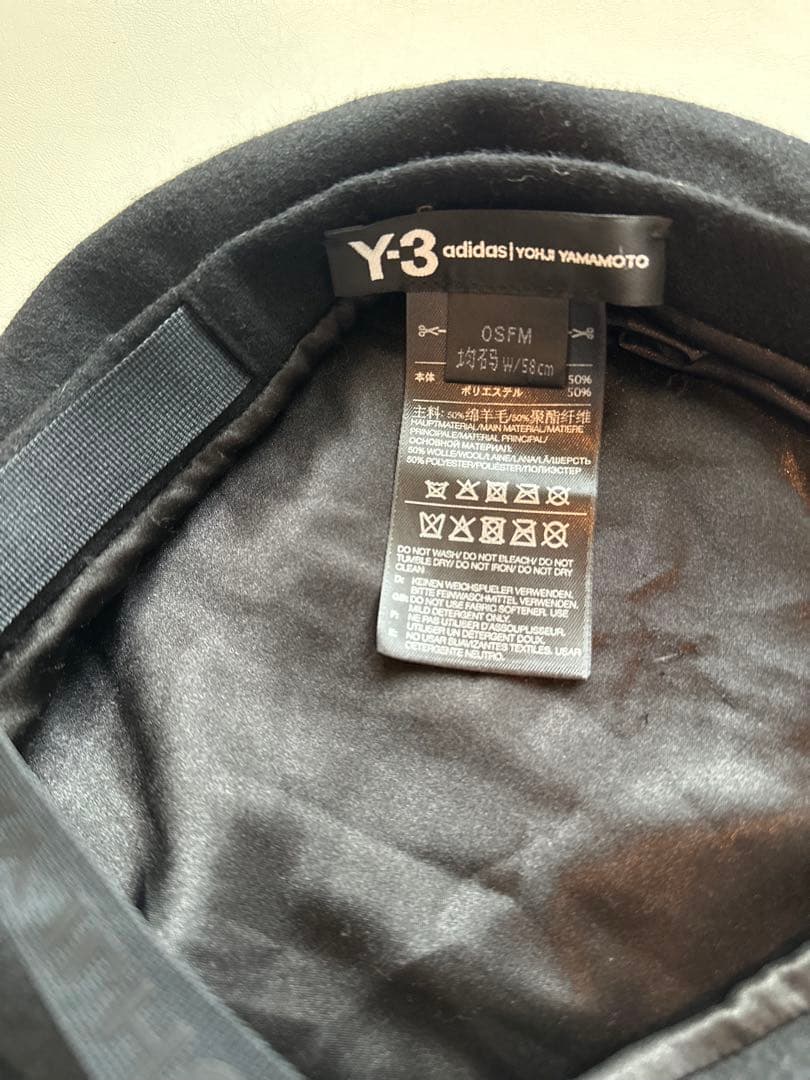 Y-3 adidas | YOHJI YAMAMOTO
OSFM
均码 W/58cm
本体
50%
ポリエステル 50%
主料: 50%绵羊毛/50%聚酯纤维
HAUPTMATERIAL/MAIN MATERIAL/MATIERE
PRINCIPALE/MATERIAL PRINCIPAL/
ОСНОВНОЙ МАТЕРИАЛ:
50% WOLLE/WOOL/LAINE/LANA/LÃ/ШЕРСТЬ
50% POLYESTER/POLIÉSTER/ПОЛИЭСТЕР
DO NOT WASH/ DO NOT BLEACH/ DO NOT
TUMBLE DRY/ DO NOT IRON/ DO NOT DRY
CLEAN
D: KEINEN WEICHSPUELER VERWENDEN.
BITTE FEINWASCHMITTEL VERWENDEN.
GB: DO NOT USE FABRIC SOFTENER. USE
MILD DETERGENT ONLY.
F: NE PAS UTILISER D'ASSOUPLISSEUR.
UTILISER UN DETERGENT DOUX.
E: NO USAR SUAVIZANTES TEXTILES. USAR
DETERGENTE NEUTRO.